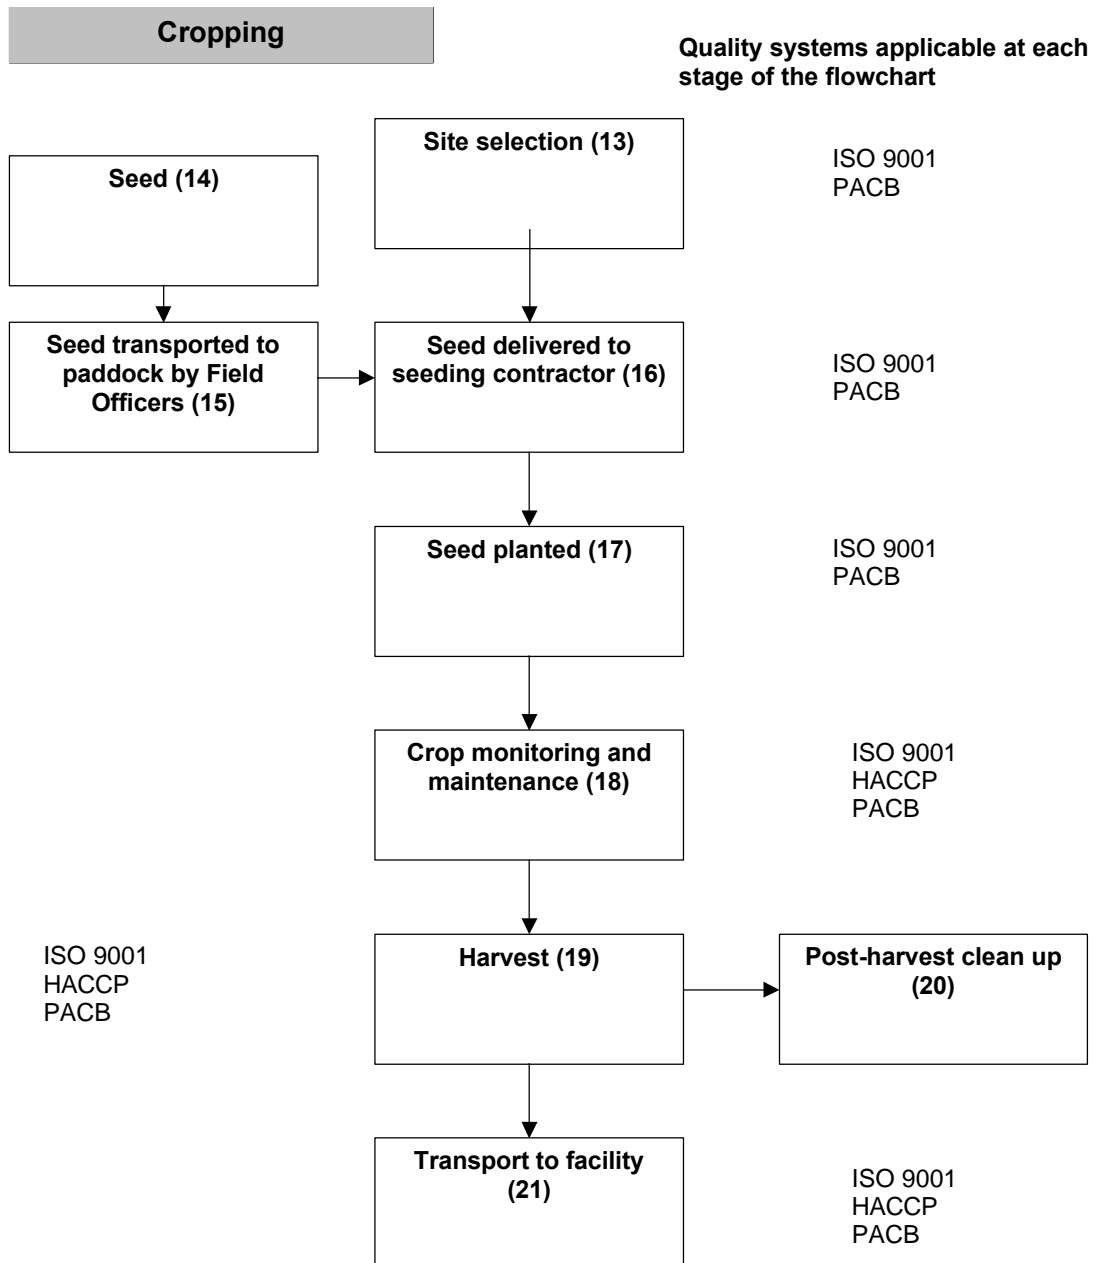 Cropping
Quality systems applicable at each
stage of the flowchart
Site selection (13)
ISO 9001
PACB
Seed (14)
Seed transported to
paddock by Field
Officers (15)
Seed delivered to
seeding contractor (16)
ISO 9001
PACB
Seed planted (17)
ISO 9001
PACB
Crop monitoring and
maintenance (18)
ISO 9001
HACCP
PACB
ISO 9001
HACCP
PACB
Harvest (19)
Post-harvest clean up
(20)
Transport to facility
(21)
ISO 9001
HACCP
PACB